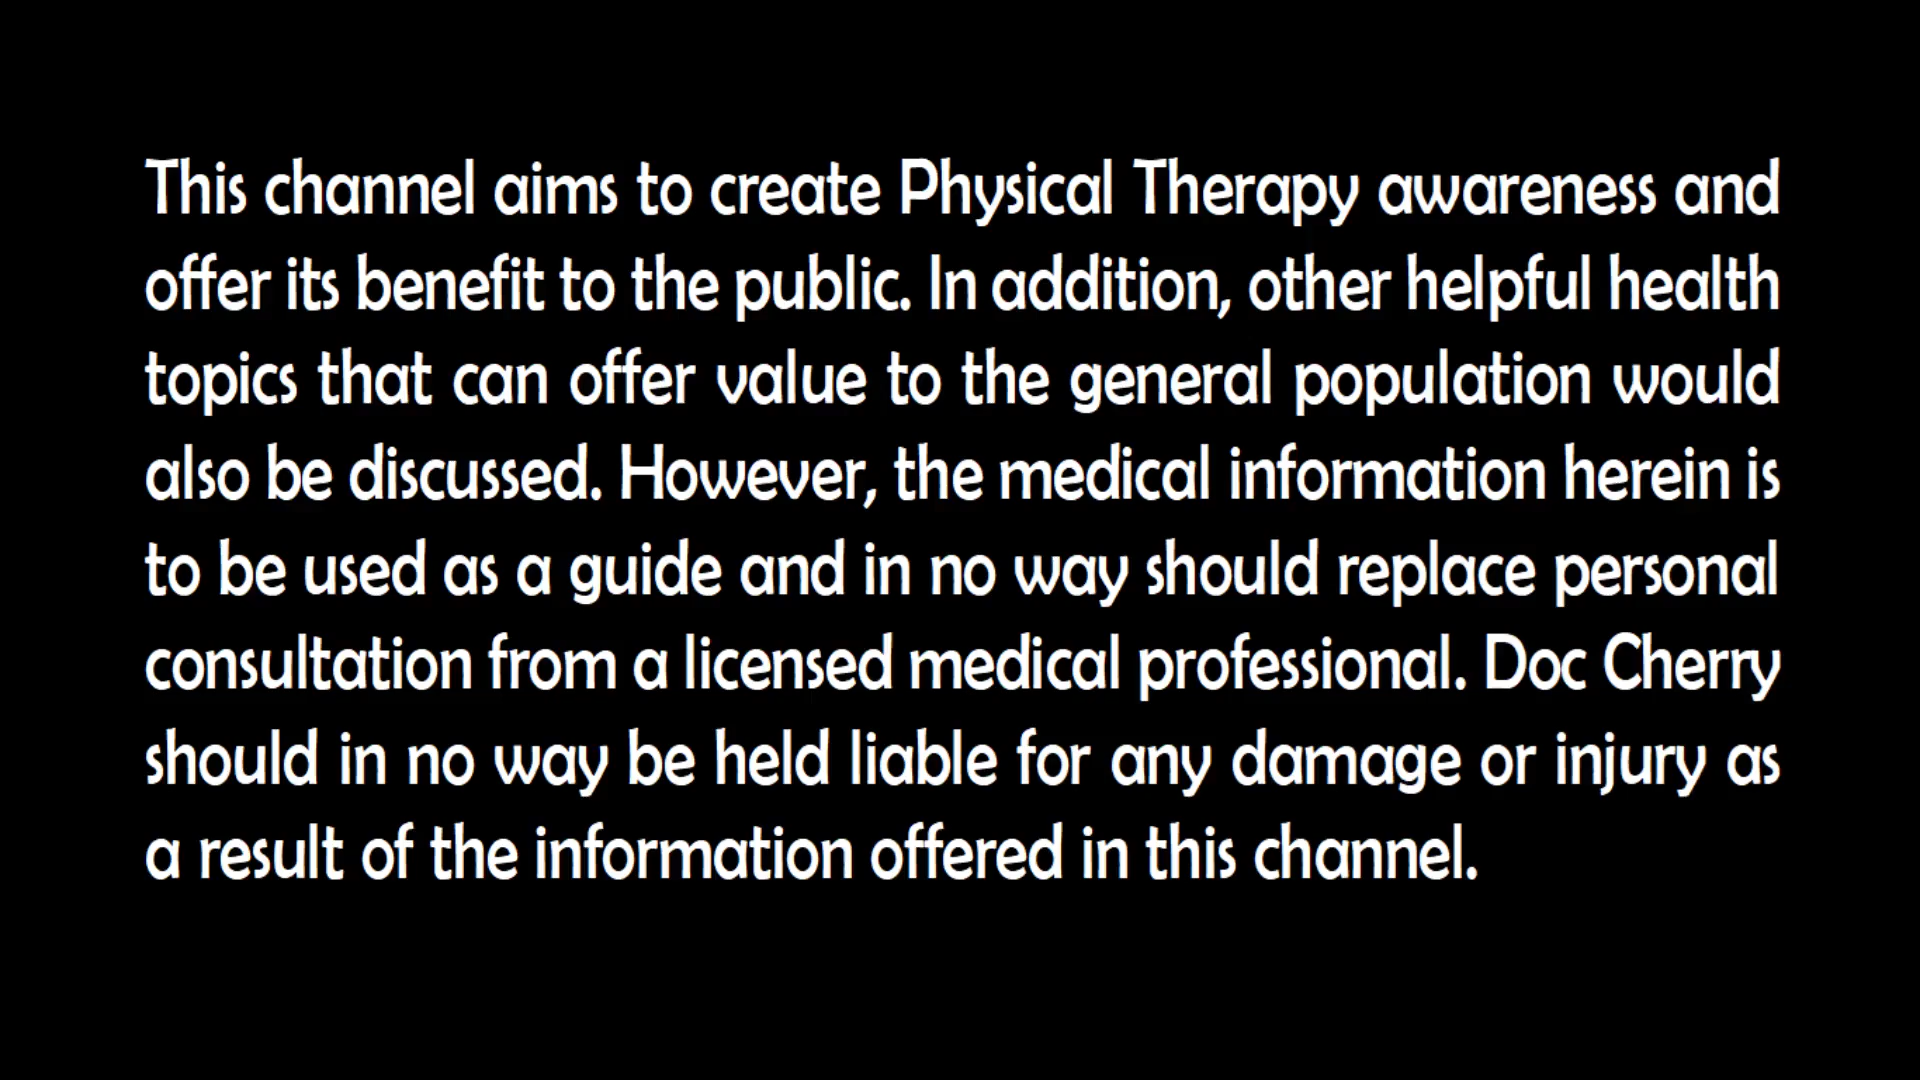 This channel aims to create Physical Therapy awareness and
offer its benefit to the public. In addition, other helpful health
topics that can offer value to the general population would
also be discussed. However, the medical information herein is
to be used as a guide and in no way should replace personal
consultation from a licensed medical professional. Doc Cherry
should in no way be held liable for any damage or injury as
a result of the information offered in this channel.